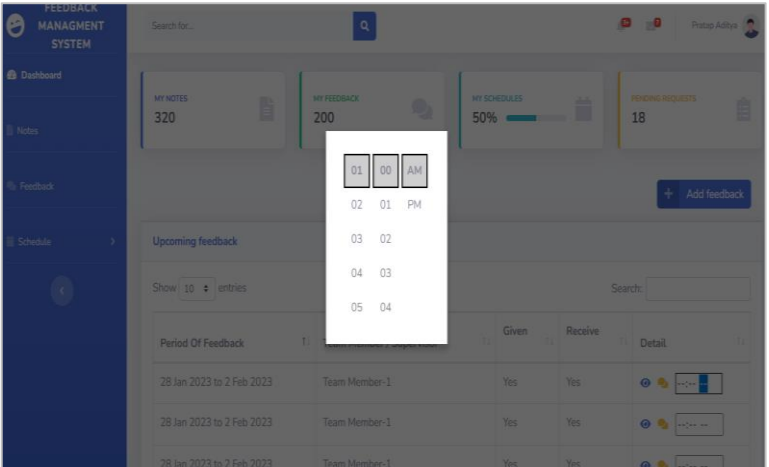 FEEDBACK
MANAGMENT
SYSTEM
Search for...
Pratap Aditya
Dashboard
Notes
Feedback
Schedule
MY NOTES
320
MY FEEDBACK
200
MY SCHEDULES
50%
PENDING REQUESTS
18
+ Add feedback
01 00 AM
02 01 PM
03 02
04 03
05 04
Upcoming feedback
Show 10 entries
Search:
Period Of Feedback Team Member / Supervisor Given Receive Detail
28 Jan 2023 to 2 Feb 2023 Team Member-1 Yes Yes --:-- --
28 Jan 2023 to 2 Feb 2023 Team Member-1 Yes Yes --:-- --
28 Jan 2023 to 2 Feb 2023 Team Member-1 Yes Yes --:-- --